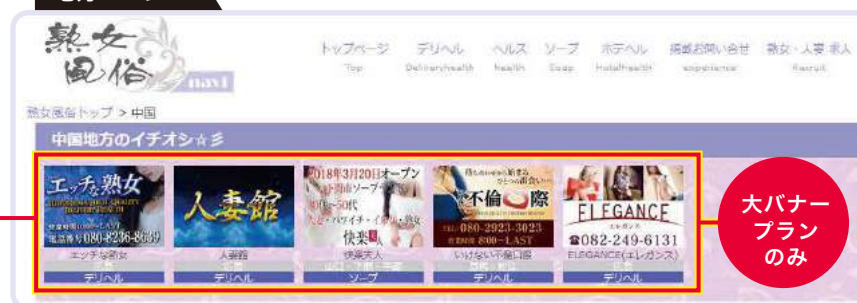 熟女
風俗
navi
トップページ デリヘル ヘルス ソープ ホテヘル 掲載お問い合せ 熟女・人妻 求人
Top Deliveryhealth health Soap Hotelhealth experience Recruit
熟女風俗トップ > 中国
中国地方のイチオシ☆彡
エッチな熟女
営業時間 8:00~LAST
電話番号 080-8236-8639
エッチな熟女
デリヘル
人妻館
人妻館
デリヘル
2018年3月20日オープン
快楽
快楽夫人
ソープ
不倫 際
TEL:080-2923-3023
営業時間 8:00~LAST
いけない不倫口際
デリヘル
ELEGANCE
エレガンス
☎082-249-6131
ELEGANCE(エレガンス)
デリヘル
大バナー
プラン
のみ